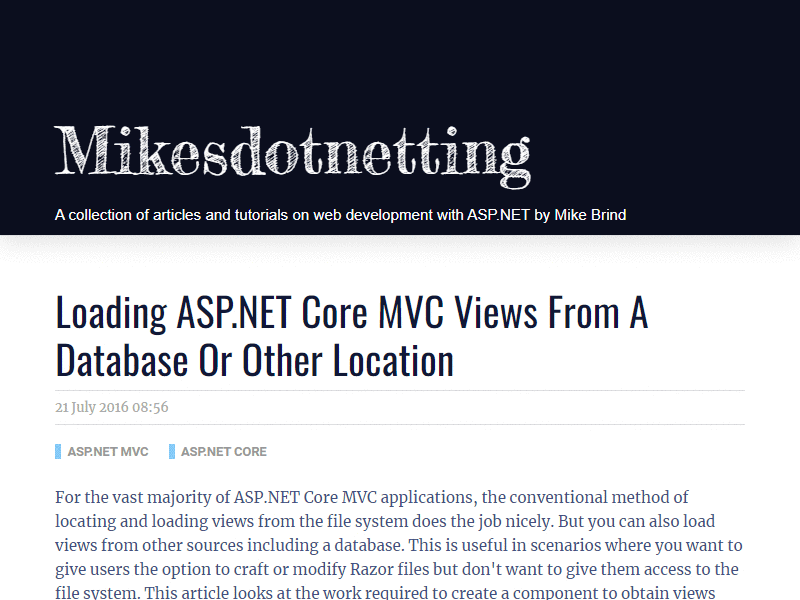 Mikesdotnetting
A collection of articles and tutorials on web development with ASP.NET by Mike Brind
Loading ASP.NET Core MVC Views From A
Database Or Other Location
21 July 2016 08:56
ASP.NET MVC ASP.NET CORE
For the vast majority of ASP.NET Core MVC applications, the conventional method of
locating and loading views from the file system does the job nicely. But you can also load
views from other sources including a database. This is useful in scenarios where you want to
give users the option to craft or modify Razor files but don't want to give them access to the
file system. This article looks at the work required to create a component to obtain views